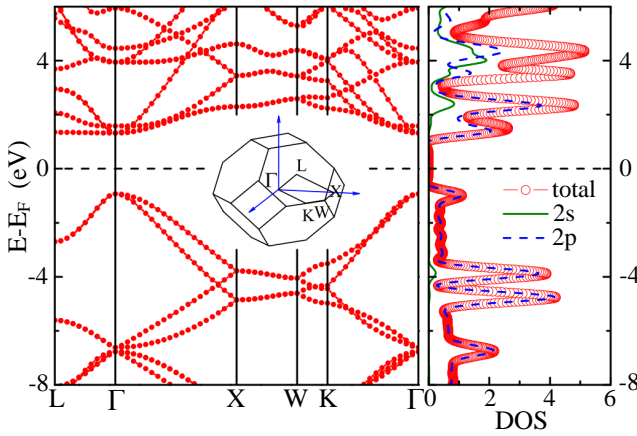 E-E_F (eV)
4
0
-4
-8
L Γ X W K Γ
L
Γ
X
K W
total
2s
2p
4
0
-4
-8
0 2 4 6
DOS